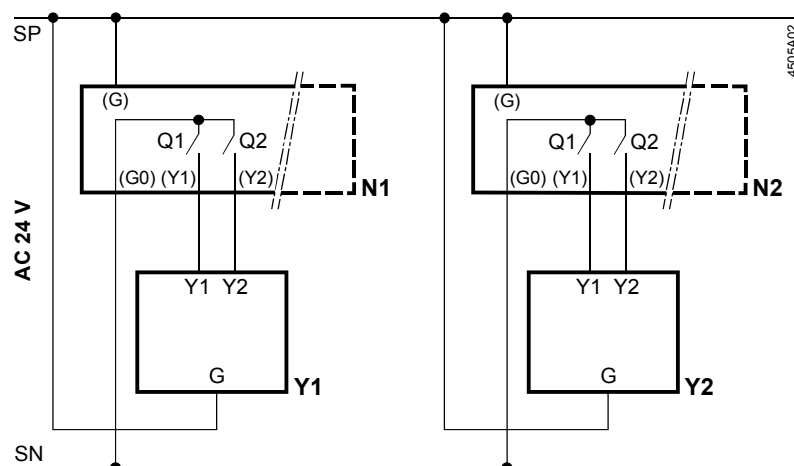 SP
4505A02
(G)
(G)
Q1 Q2
Q1 Q2
(G0) (Y1) (Y2)
N1
(G0) (Y1) (Y2)
N2
AC 24 V
Y1 Y2
Y1 Y2
G
Y1
G
Y2
SN